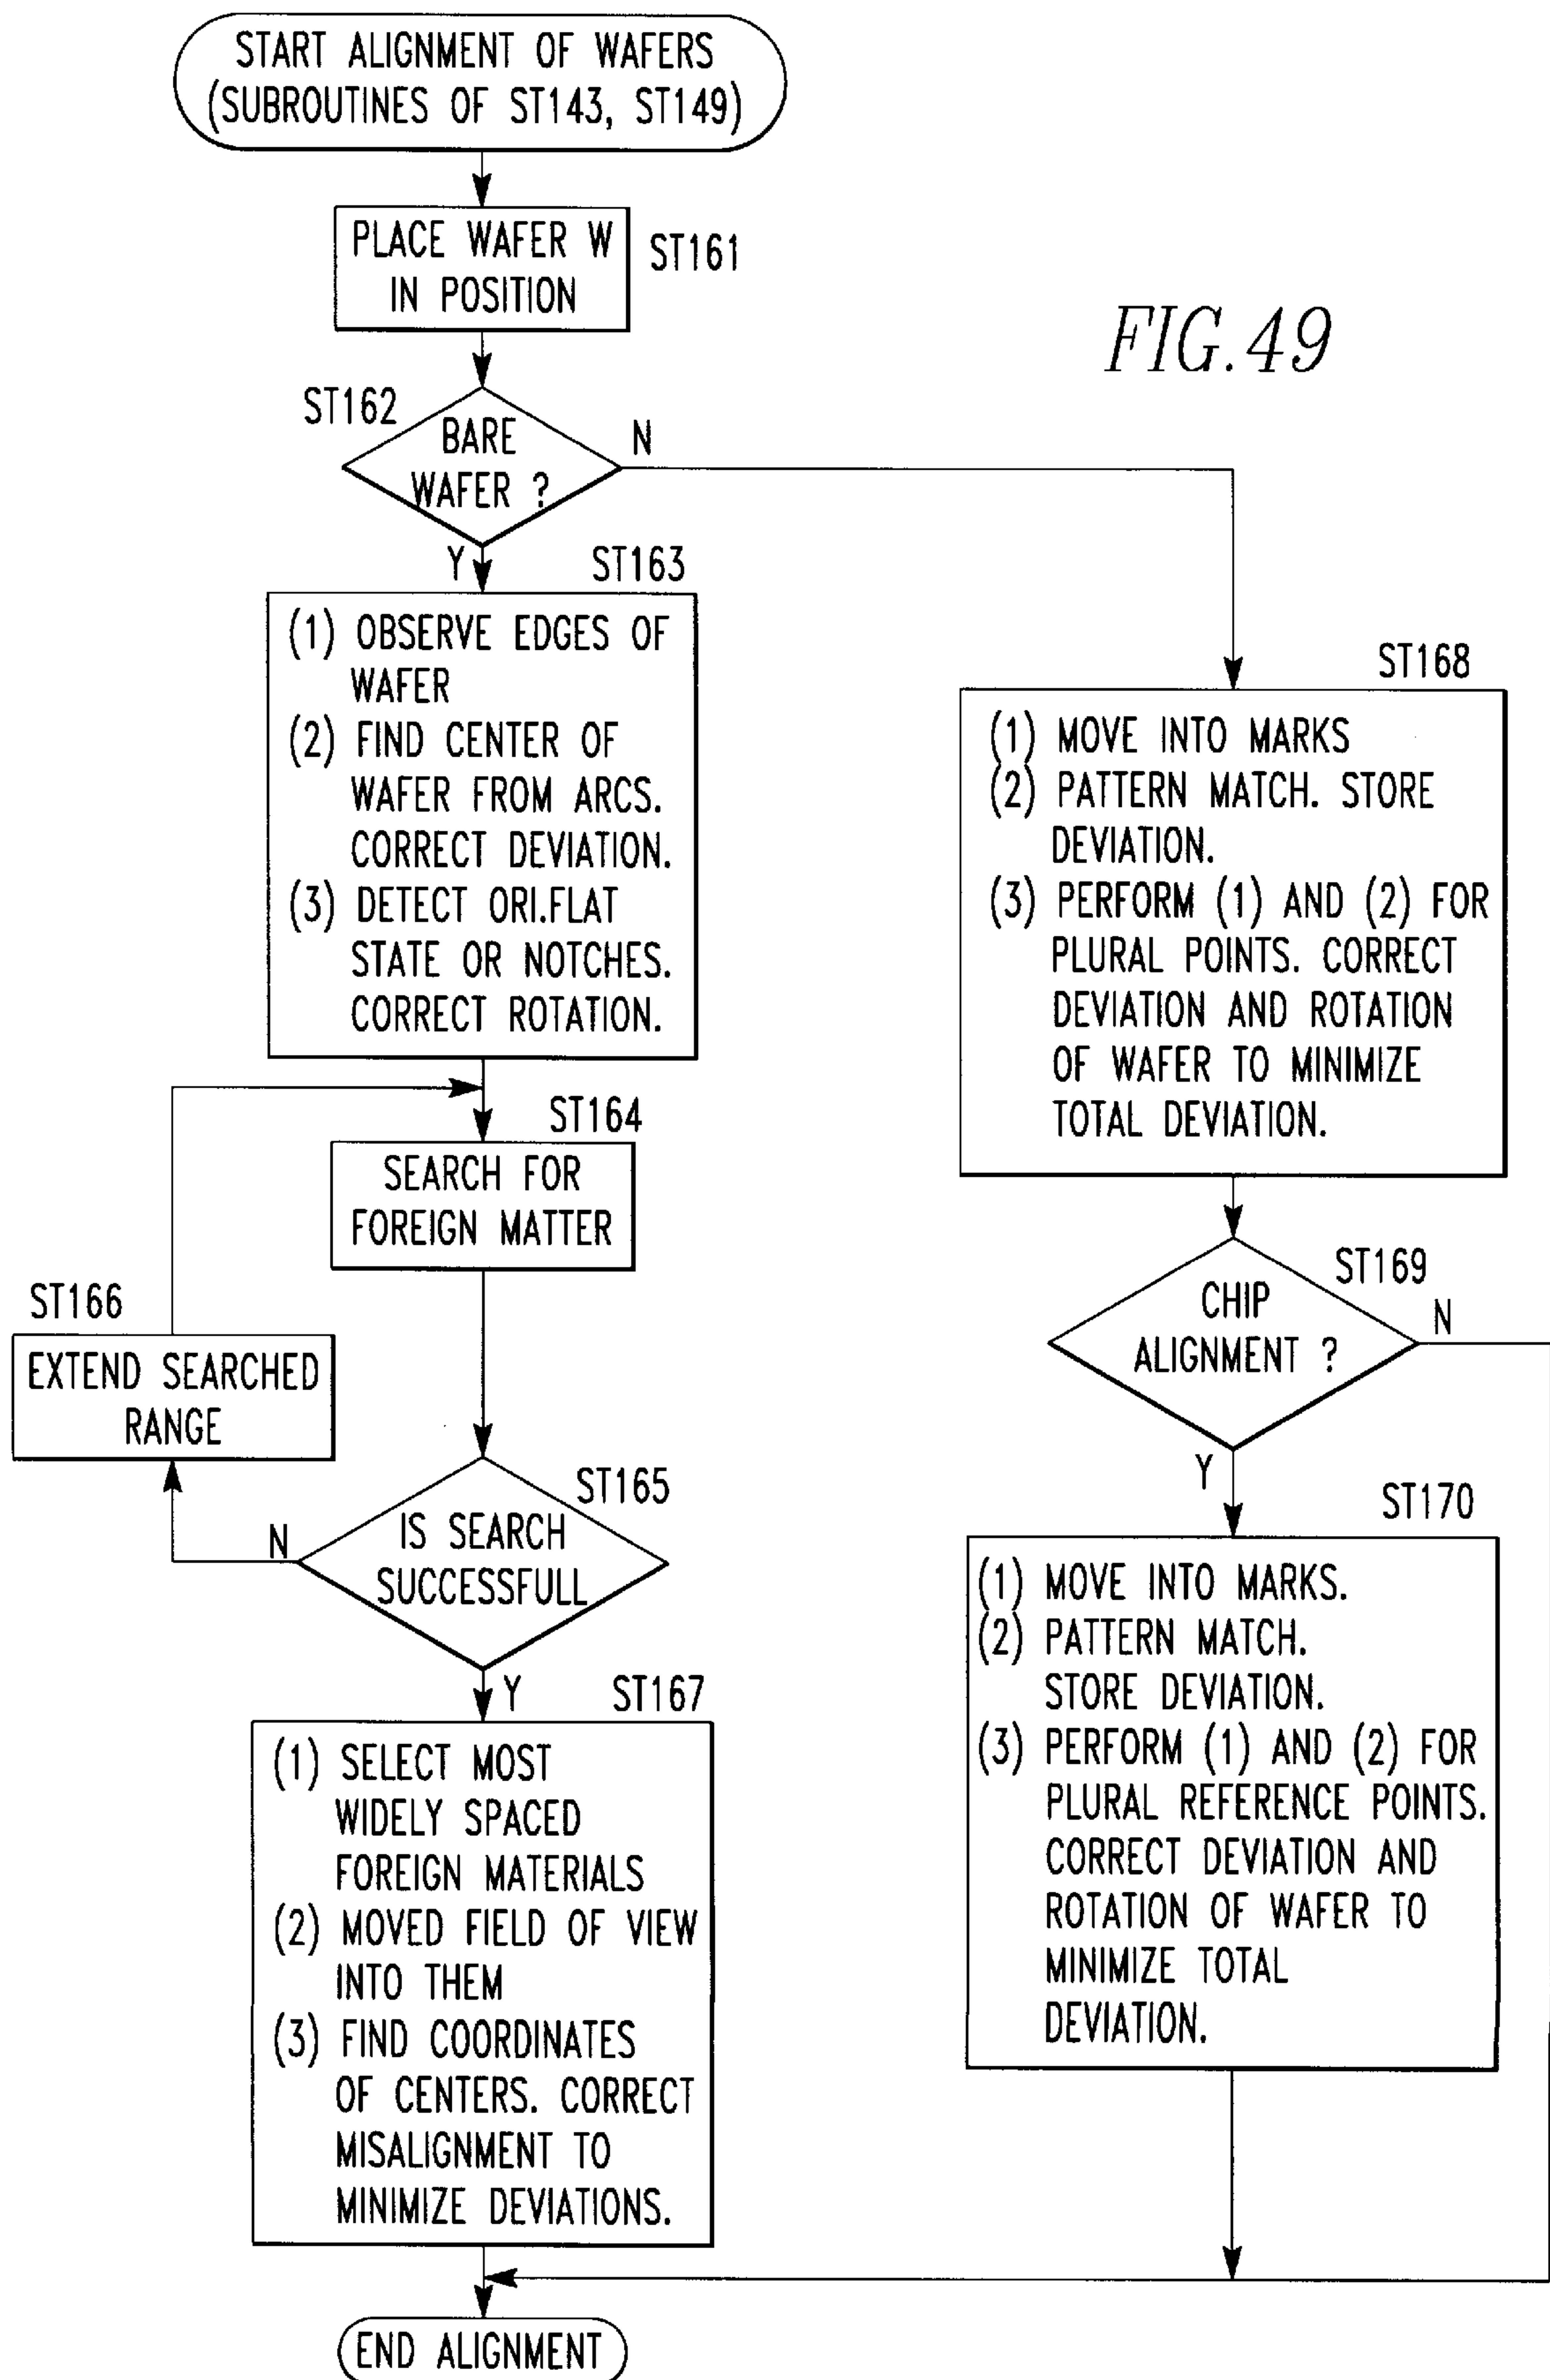 START ALIGNMENT OF WAFERS
(SUBROUTINES OF ST143, ST149)
PLACE WAFER W
IN POSITION
ST161
FIG.49
ST162
BARE
WAFER ?
N
Y
ST163
(1) OBSERVE EDGES OF
WAFER
(2) FIND CENTER OF
WAFER FROM ARCS.
CORRECT DEVIATION.
(3) DETECT ORI.FLAT
STATE OR NOTCHES.
CORRECT ROTATION.
ST164
SEARCH FOR
FOREIGN MATTER
ST166
EXTEND SEARCHED
RANGE
ST165
IS SEARCH
SUCCESSFULL
N
Y
ST167
(1) SELECT MOST
WIDELY SPACED
FOREIGN MATERIALS
(2) MOVED FIELD OF VIEW
INTO THEM
(3) FIND COORDINATES
OF CENTERS. CORRECT
MISALIGNMENT TO
MINIMIZE DEVIATIONS.
ST168
(1) MOVE INTO MARKS
(2) PATTERN MATCH. STORE
DEVIATION.
(3) PERFORM (1) AND (2) FOR
PLURAL POINTS. CORRECT
DEVIATION AND ROTATION
OF WAFER TO MINIMIZE
TOTAL DEVIATION.
ST169
CHIP
ALIGNMENT ?
N
Y
ST170
(1) MOVE INTO MARKS.
(2) PATTERN MATCH.
STORE DEVIATION.
(3) PERFORM (1) AND (2) FOR
PLURAL REFERENCE POINTS.
CORRECT DEVIATION AND
ROTATION OF WAFER TO
MINIMIZE TOTAL
DEVIATION.
END ALIGNMENT